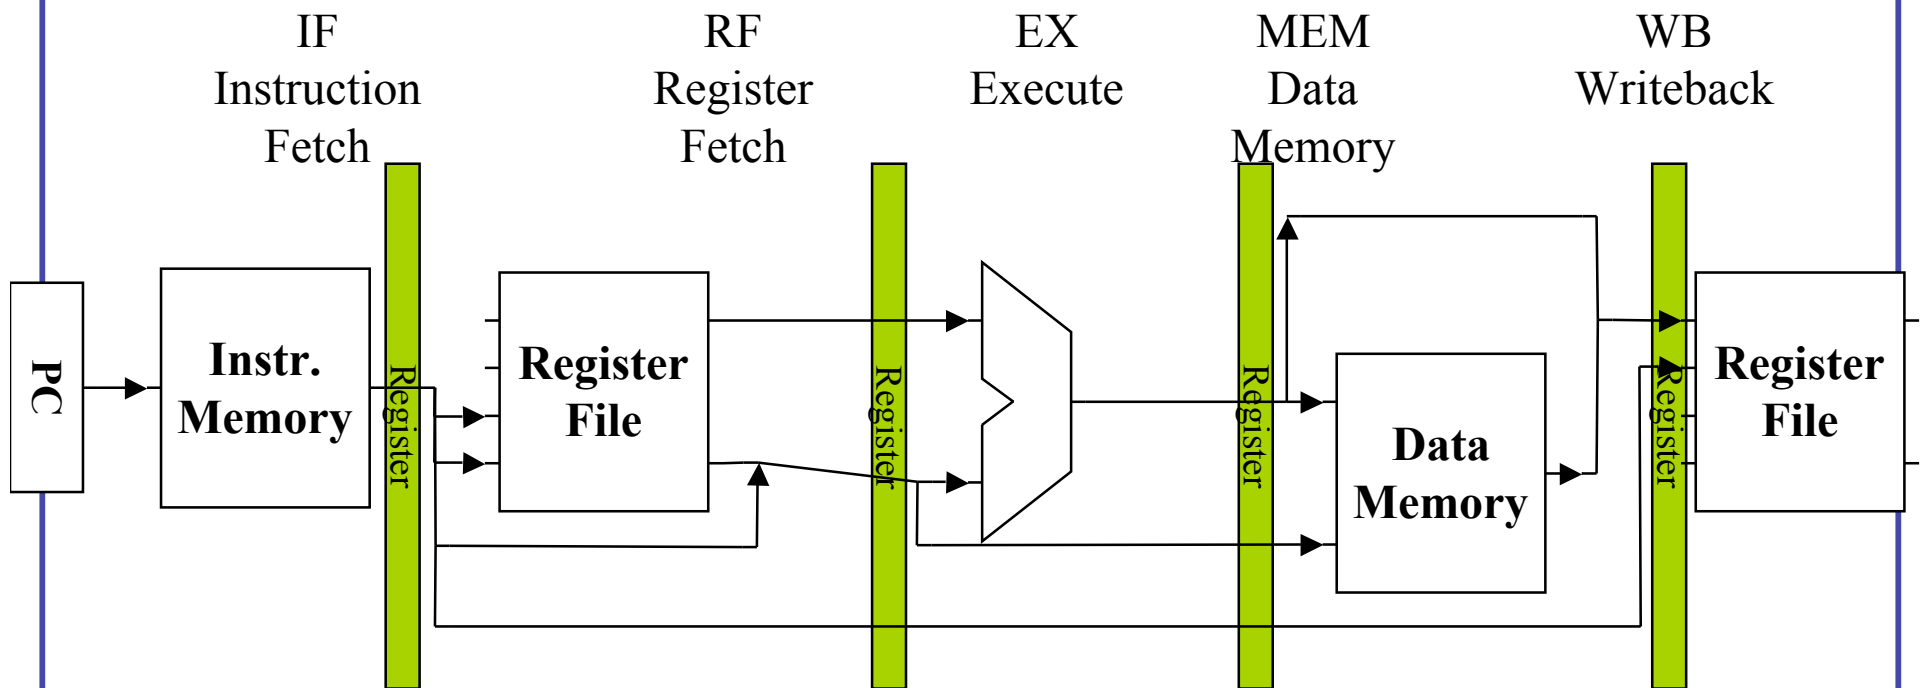 IF
Instruction
Fetch
RF
Register
Fetch
EX
Execute
MEM
Data
Memory
WB
Writeback
PC
Instr.
Memory
Register
Register
File
Register
Register
Data
Memory
Register
Register
File